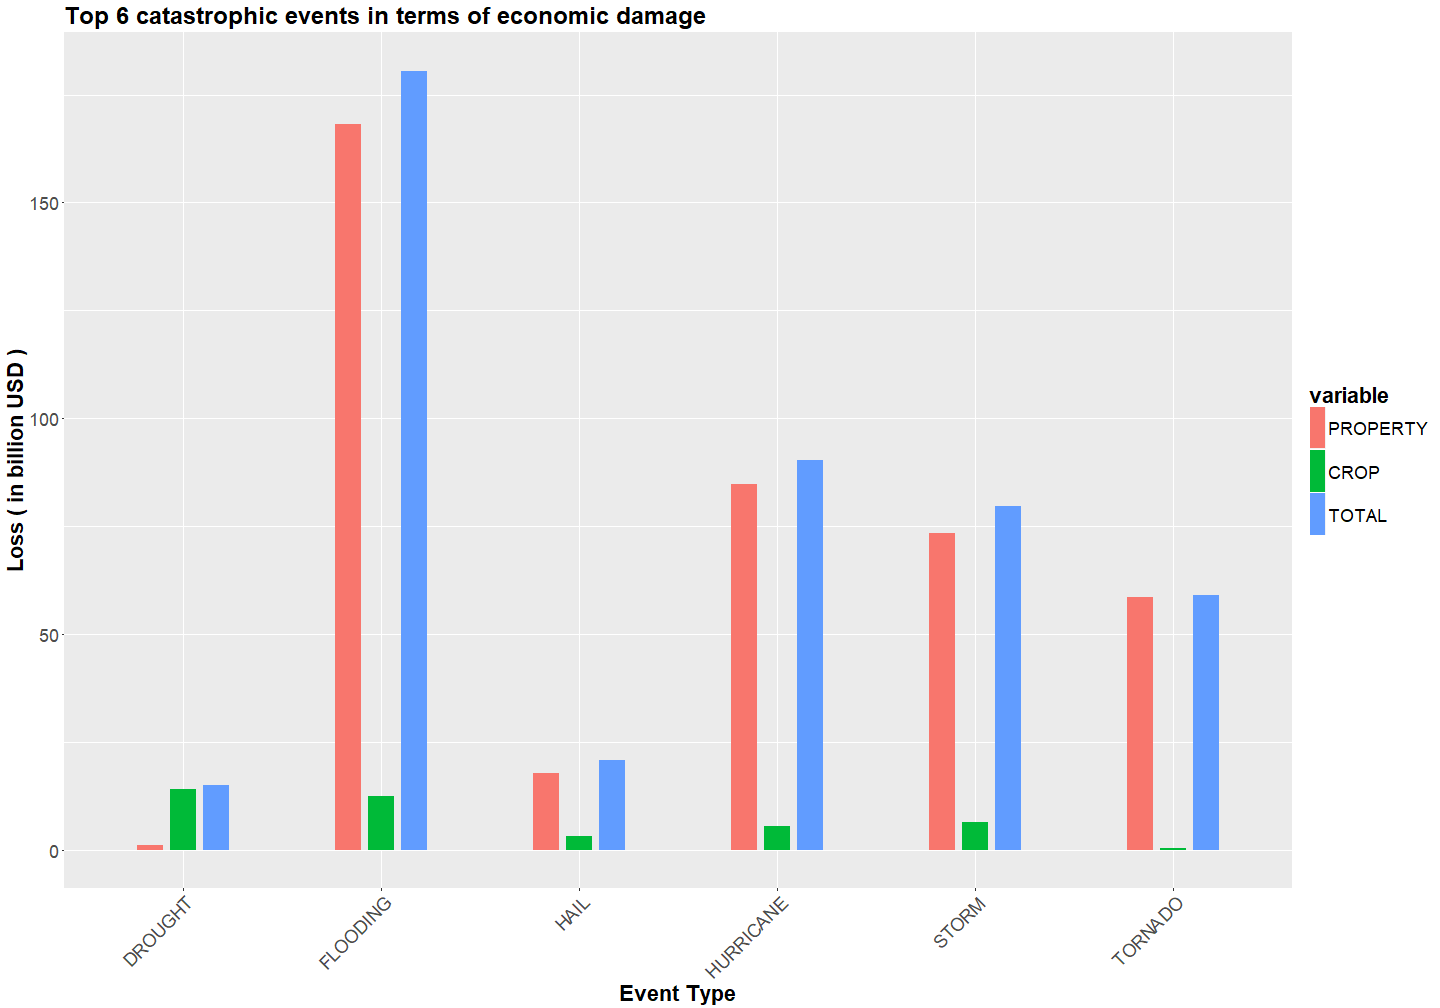 Top 6 catastrophic events in terms of economic damage
Loss ( in billion USD )
150
100
50
0
DROUGHT
FLOODING
HAIL
HURRICANE
STORM
TORNADO
Event Type
variable
PROPERTY
CROP
TOTAL